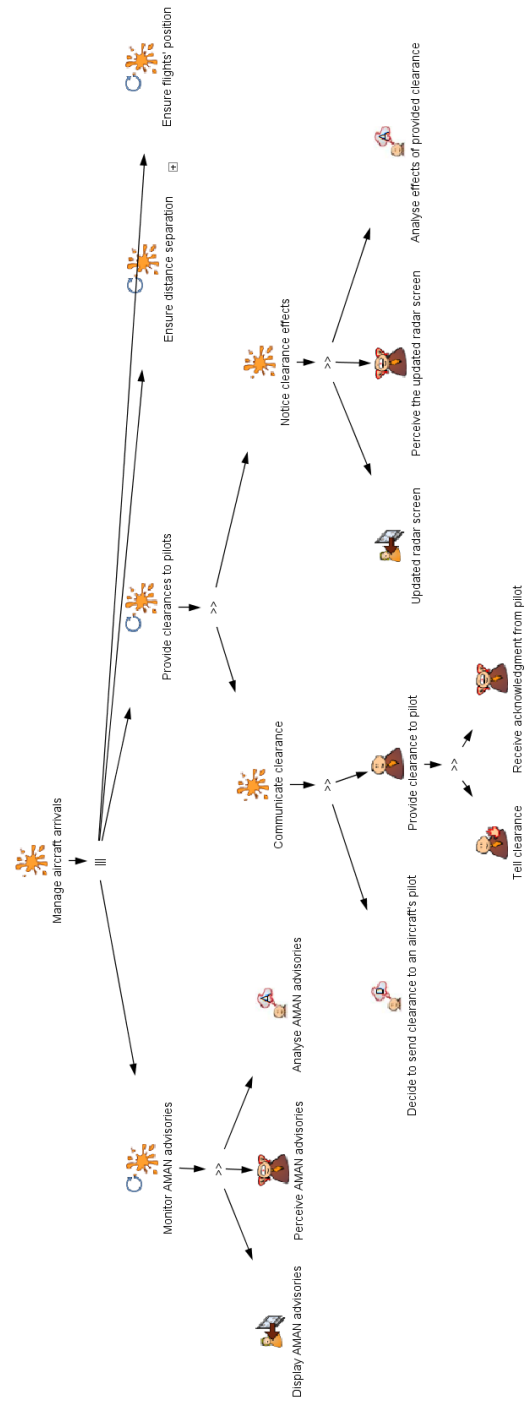 Manage aircraft arrivals
|||
Monitor AMAN advisories
Provide clearances to pilots
Ensure distance separation
Ensure flights' position
+
>>
>>
Display AMAN advisories
Perceive AMAN advisories
Analyse AMAN advisories
Communicate clearance
Notice clearance effects
>>
>>
D
A
A
Decide to send clearance to an aircraft's pilot
Provide clearance to pilot
Updated radar screen
Perceive the updated radar screen
Analyse effects of provided clearance
>>
Tell clearance
Receive acknowledgment from pilot